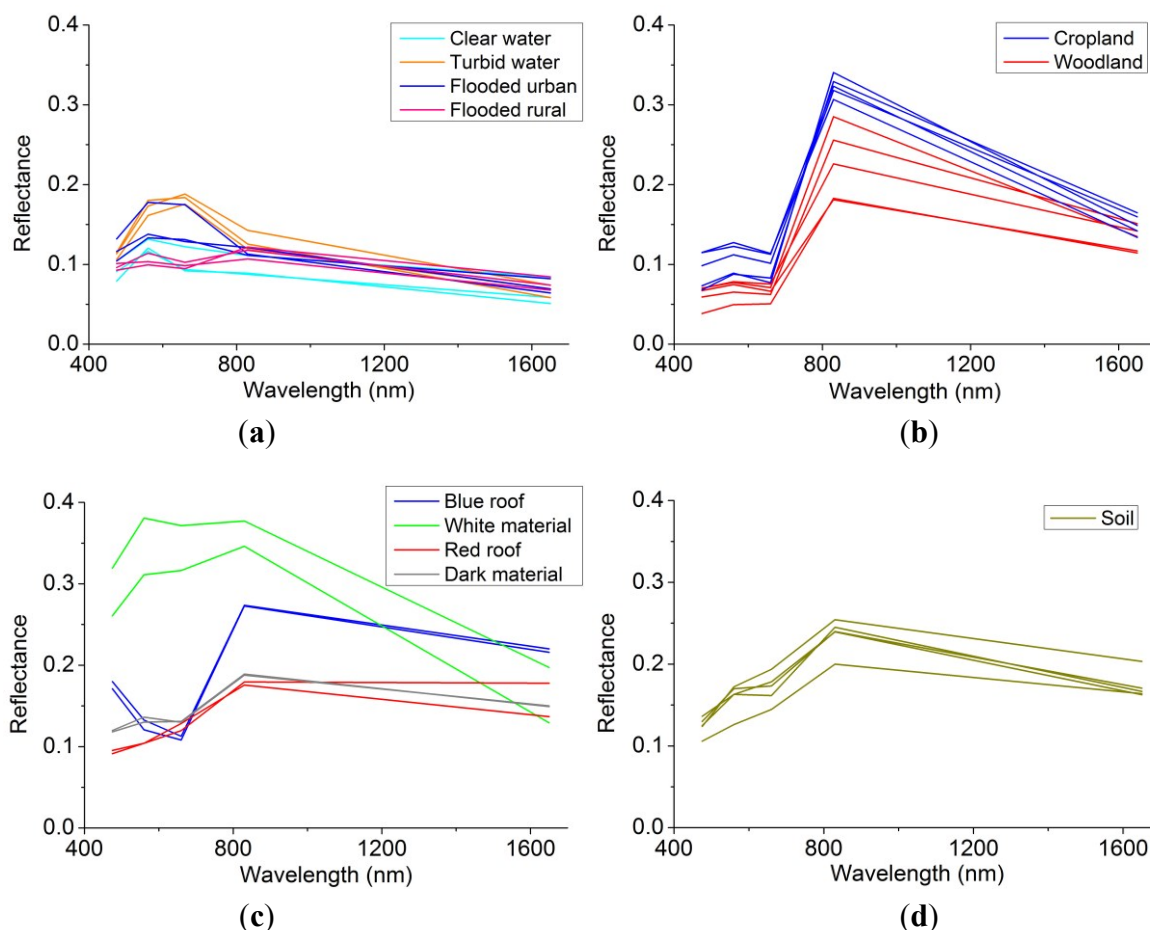 0.4
0.3
0.2
0.1
0.0
Reflectance
400 800 1200 1600
Wavelength (nm)
Clear water
Turbid water
Flooded urban
Flooded rural
(a)
0.4
0.3
0.2
0.1
0.0
Reflectance
400 800 1200 1600
Wavelength (nm)
Cropland
Woodland
(b)
0.4
0.3
0.2
0.1
0.0
Reflectance
400 800 1200 1600
Wavelength (nm)
Blue roof
White material
Red roof
Dark material
(c)
0.4
0.3
0.2
0.1
0.0
Reflectance
400 800 1200 1600
Wavelength (nm)
Soil
(d)